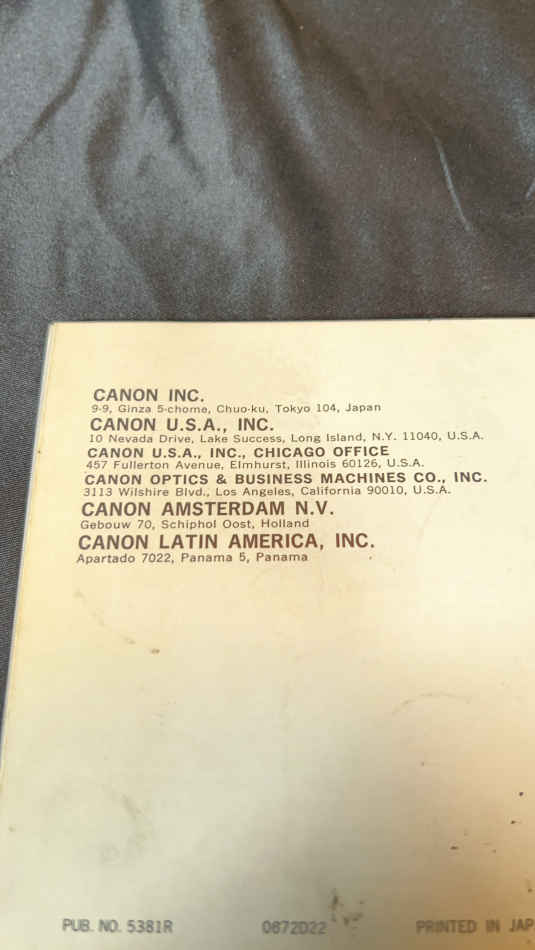 CANON INC.
9-9, Ginza 5-chome, Chuo-ku, Tokyo 104, Japan
CANON U.S.A., INC.
10 Nevada Drive, Lake Success, Long Island, N.Y. 11040, U.S.A.
CANON U.S.A., INC., CHICAGO OFFICE
457 Fullerton Avenue, Elmhurst, Illinois 60126, U.S.A.
CANON OPTICS & BUSINESS MACHINES CO., INC.
3113 Wilshire Blvd., Los Angeles, California 90010, U.S.A.
CANON AMSTERDAM N.V.
Gebouw 70, Schiphol Oost, Holland
CANON LATIN AMERICA, INC.
Apartado 7022, Panama 5, Panama
PUB. NO. 5381R 0672D22 PRINTED IN JAP